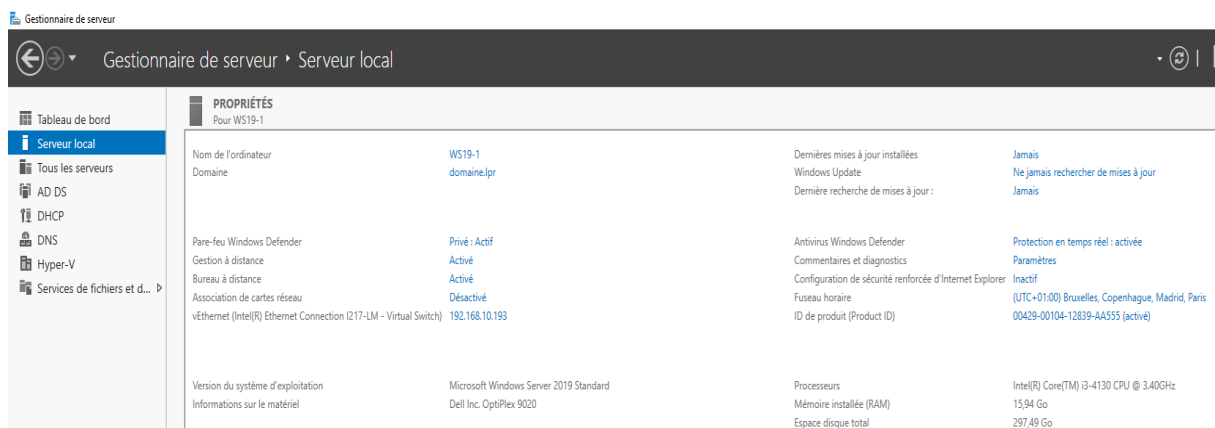 Gestionnaire de serveur
Gestionnaire de serveur ‣ Serveur local
Tableau de bord
Serveur local
Tous les serveurs
AD DS
DHCP
DNS
Hyper-V
Services de fichiers et d...
PROPRIÉTÉS
Pour WS19-1
Nom de l'ordinateur WS19-1
Domaine domaine.lpr
Dernières mises à jour installées Jamais
Windows Update Ne jamais rechercher de mises à jour
Dernière recherche de mises à jour : Jamais
Pare-feu Windows Defender Privé : Actif
Gestion à distance Activé
Bureau à distance Activé
Association de cartes réseau Désactivé
vEthernet (Intel(R) Ethernet Connection I217-LM - Virtual Switch) 192.168.10.193
Antivirus Windows Defender Protection en temps réel : activée
Commentaires et diagnostics Paramètres
Configuration de sécurité renforcée d'Internet Explorer Inactif
Fuseau horaire (UTC+01:00) Bruxelles, Copenhague, Madrid, Paris
ID de produit (Product ID) 00429-00104-12839-AA555 (activé)
Version du système d'exploitation Microsoft Windows Server 2019 Standard
Informations sur le matériel Dell Inc. OptiPlex 9020
Processeurs Intel(R) Core(TM) i3-4130 CPU @ 3.40GHz
Mémoire installée (RAM) 15,94 Go
Espace disque total 297,49 Go